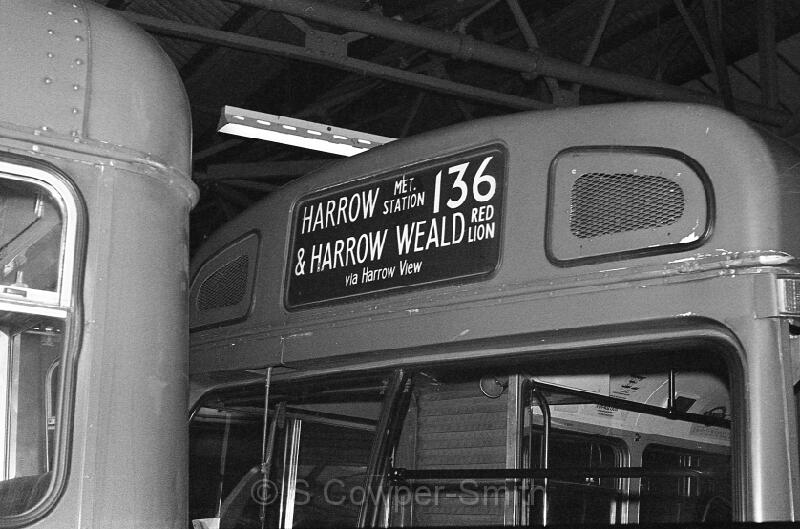 HARROW MET. STATION 136
& HARROW WEALD RED LION
via Harrow View
© S Cowper-Smith